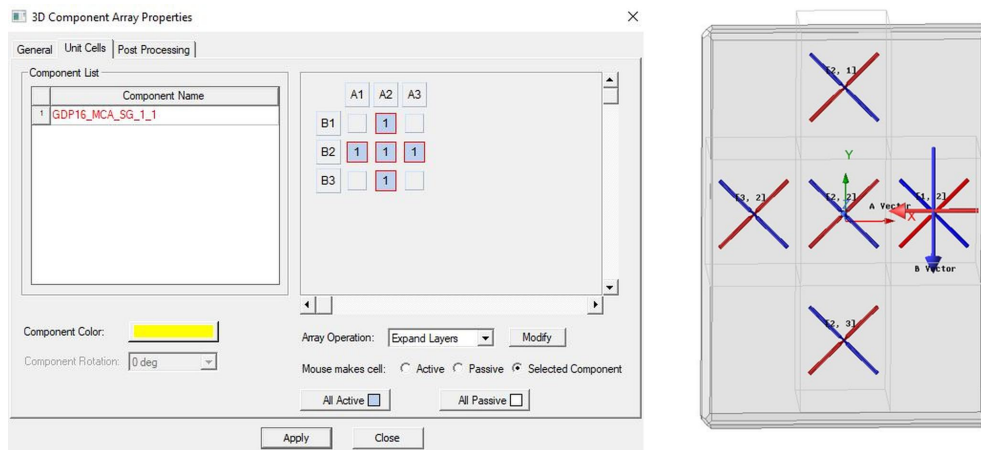 3D Component Array Properties
General Unit Cells Post Processing
Component List
Component Name
1 GDP16_MCA_SG_1_1
A1 A2 A3
B1 1
B2 1 1 1
B3 1
Component Color:
Component Rotation: 0 deg
Array Operation: Expand Layers Modify
Mouse makes cell: Active Passive Selected Component
All Active All Passive
Apply Close
[2, 1]
Y
[3, 2] [2, 2] A Vector X [1, 2]
B Vector
[2, 3]